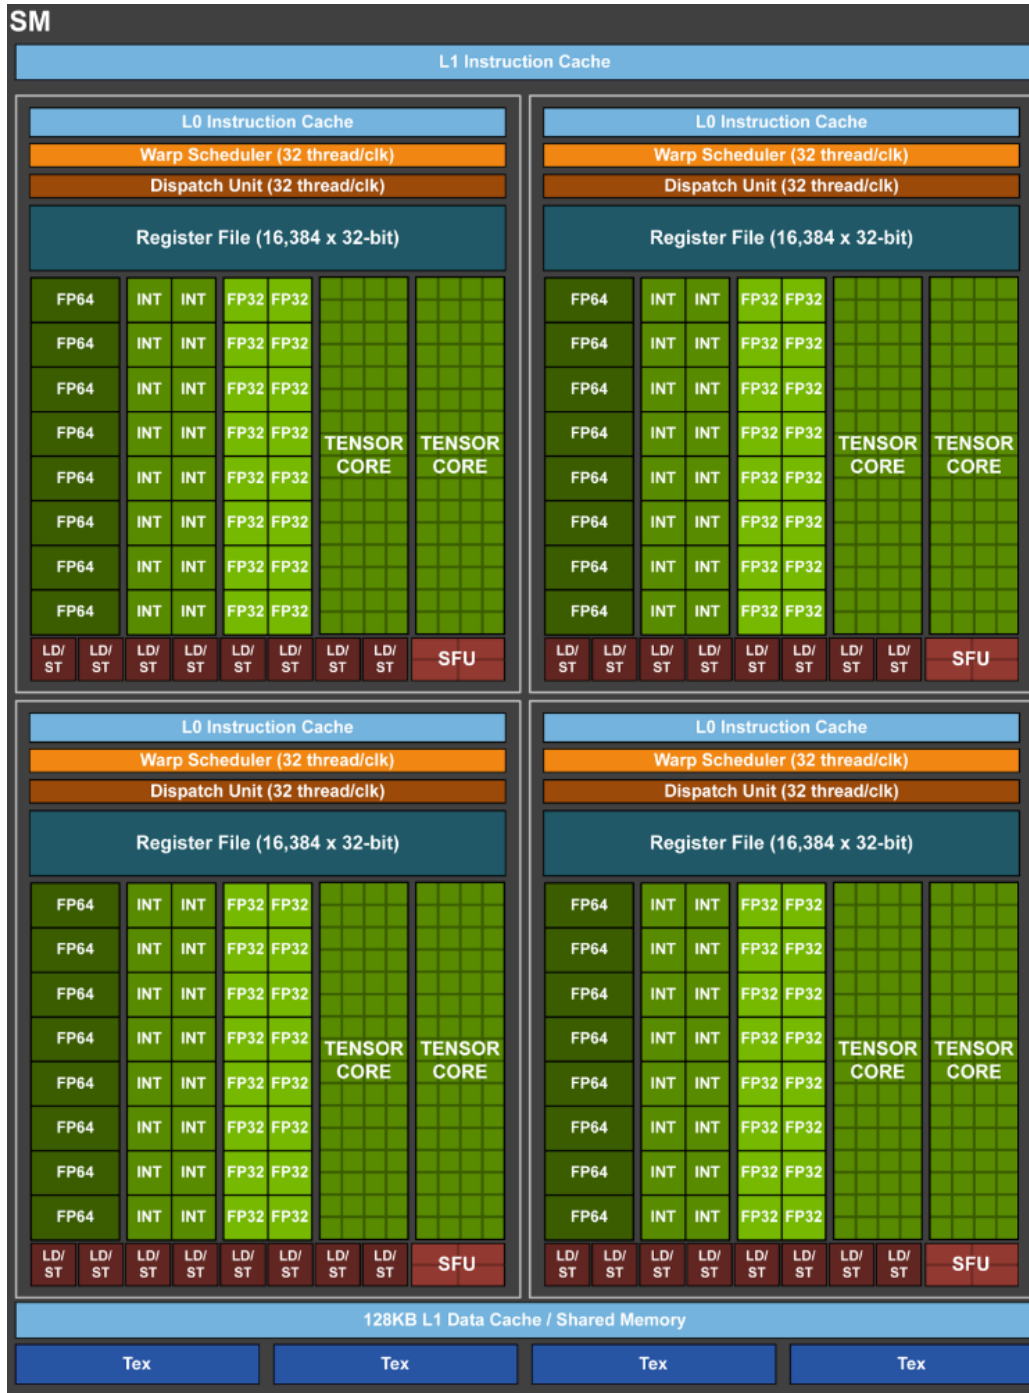 SM
L1 Instruction Cache
L0 Instruction Cache
Warp Scheduler (32 thread/clk)
Dispatch Unit (32 thread/clk)
Register File (16,384 x 32-bit)
FP64 INT INT FP32 FP32
FP64 INT INT FP32 FP32
FP64 INT INT FP32 FP32
FP64 INT INT FP32 FP32
TENSOR TENSOR
CORE CORE
FP64 INT INT FP32 FP32
FP64 INT INT FP32 FP32
FP64 INT INT FP32 FP32
FP64 INT INT FP32 FP32
LD/ LD/ LD/ LD/ LD/ LD/ LD/ LD/
ST ST ST ST ST ST ST ST
SFU
L0 Instruction Cache
Warp Scheduler (32 thread/clk)
Dispatch Unit (32 thread/clk)
Register File (16,384 x 32-bit)
FP64 INT INT FP32 FP32
FP64 INT INT FP32 FP32
FP64 INT INT FP32 FP32
FP64 INT INT FP32 FP32
TENSOR TENSOR
CORE CORE
FP64 INT INT FP32 FP32
FP64 INT INT FP32 FP32
FP64 INT INT FP32 FP32
FP64 INT INT FP32 FP32
LD/ LD/ LD/ LD/ LD/ LD/ LD/ LD/
ST ST ST ST ST ST ST ST
SFU
L0 Instruction Cache
Warp Scheduler (32 thread/clk)
Dispatch Unit (32 thread/clk)
Register File (16,384 x 32-bit)
FP64 INT INT FP32 FP32
FP64 INT INT FP32 FP32
FP64 INT INT FP32 FP32
FP64 INT INT FP32 FP32
TENSOR TENSOR
CORE CORE
FP64 INT INT FP32 FP32
FP64 INT INT FP32 FP32
FP64 INT INT FP32 FP32
FP64 INT INT FP32 FP32
LD/ LD/ LD/ LD/ LD/ LD/ LD/ LD/
ST ST ST ST ST ST ST ST
SFU
L0 Instruction Cache
Warp Scheduler (32 thread/clk)
Dispatch Unit (32 thread/clk)
Register File (16,384 x 32-bit)
FP64 INT INT FP32 FP32
FP64 INT INT FP32 FP32
FP64 INT INT FP32 FP32
FP64 INT INT FP32 FP32
TENSOR TENSOR
CORE CORE
FP64 INT INT FP32 FP32
FP64 INT INT FP32 FP32
FP64 INT INT FP32 FP32
FP64 INT INT FP32 FP32
LD/ LD/ LD/ LD/ LD/ LD/ LD/ LD/
ST ST ST ST ST ST ST ST
SFU
128KB L1 Data Cache / Shared Memory
Tex Tex Tex Tex